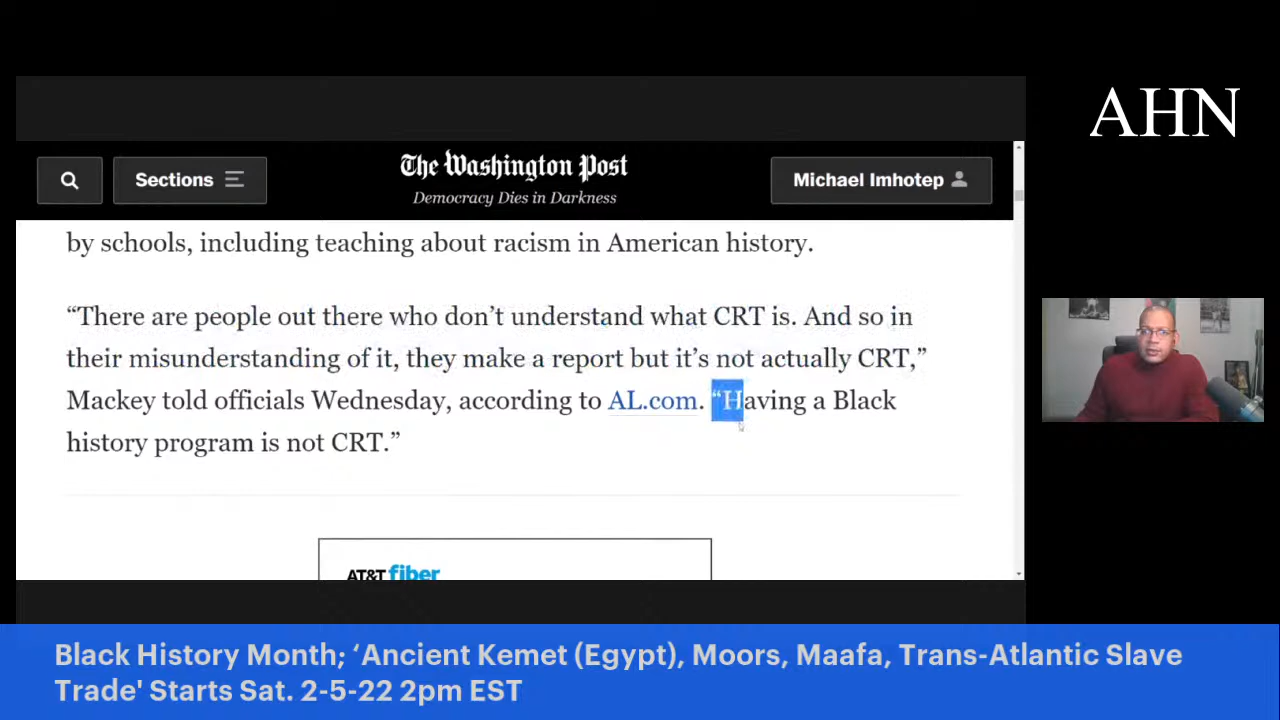 AHN
Sections
The Washington Post
Democracy Dies in Darkness
Michael Imhotep
by schools, including teaching about racism in American history.
“There are people out there who don’t understand what CRT is. And so in
their misunderstanding of it, they make a report but it’s not actually CRT,”
Mackey told officials Wednesday, according to AL.com. “Having a Black
history program is not CRT.”
AT&T fiber
Black History Month; ‘Ancient Kemet (Egypt), Moors, Maafa, Trans-Atlantic Slave
Trade' Starts Sat. 2-5-22 2pm EST